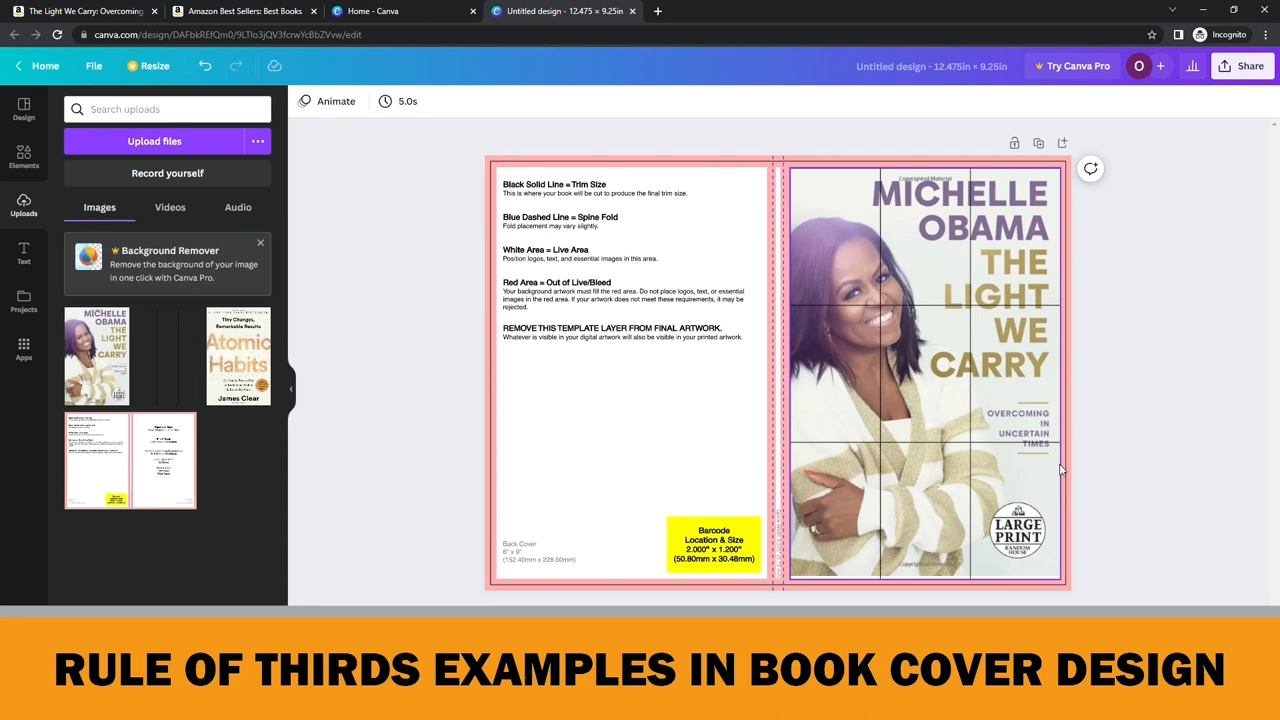 The Light We Carry: Overcoming
Amazon Best Sellers: Best Books
Home - Canva
Untitled design - 12.475 × 9.25in
canva.com/design/DAFbkREfQm0/9LTlo3jQV3fcrwYcBbZVvw/edit
Incognito
Home
File
Resize
Untitled design - 12.475in × 9.25in
Try Canva Pro
O
Share
Design
Elements
Uploads
Text
Projects
Apps
Search uploads
Upload files
Record yourself
Images
Videos
Audio
Background Remover
Remove the background of your image
in one click with Canva Pro.
MICHELLE
OBAMA
THE
LIGHT
WE
CARRY
Tiny Changes,
Remarkable Results
Atomic
Habits
James Clear
Animate
5.0s
Black Solid Line = Trim Size
This is where your book will be cut to produce the final trim size.
Blue Dashed Line = Spine Fold
Fold placement may vary slightly.
White Area = Live Area
Position logos, text, and essential images in this area.
Red Area = Out of Live/Bleed
Your background artwork must fill the red area. Do not place logos, text, or essential
images in the red area. If your artwork does not meet these requirements, it may be
rejected.
REMOVE THIS TEMPLATE LAYER FROM FINAL ARTWORK.
Whatever is visible in your digital artwork will also be visible in your printed artwork.
Back Cover
6" x 9"
(152.40mm x 228.60mm)
Barcode
Location & Size
2.000" x 1.200"
(50.80mm x 30.48mm)
Copyrighted Material
MICHELLE
OBAMA
THE
LIGHT
WE
CARRY
OVERCOMING
IN
UNCERTAIN
TIMES
LARGE
PRINT
RANDOM
HOUSE
Copyrighted Material
RULE OF THIRDS EXAMPLES IN BOOK COVER DESIGN